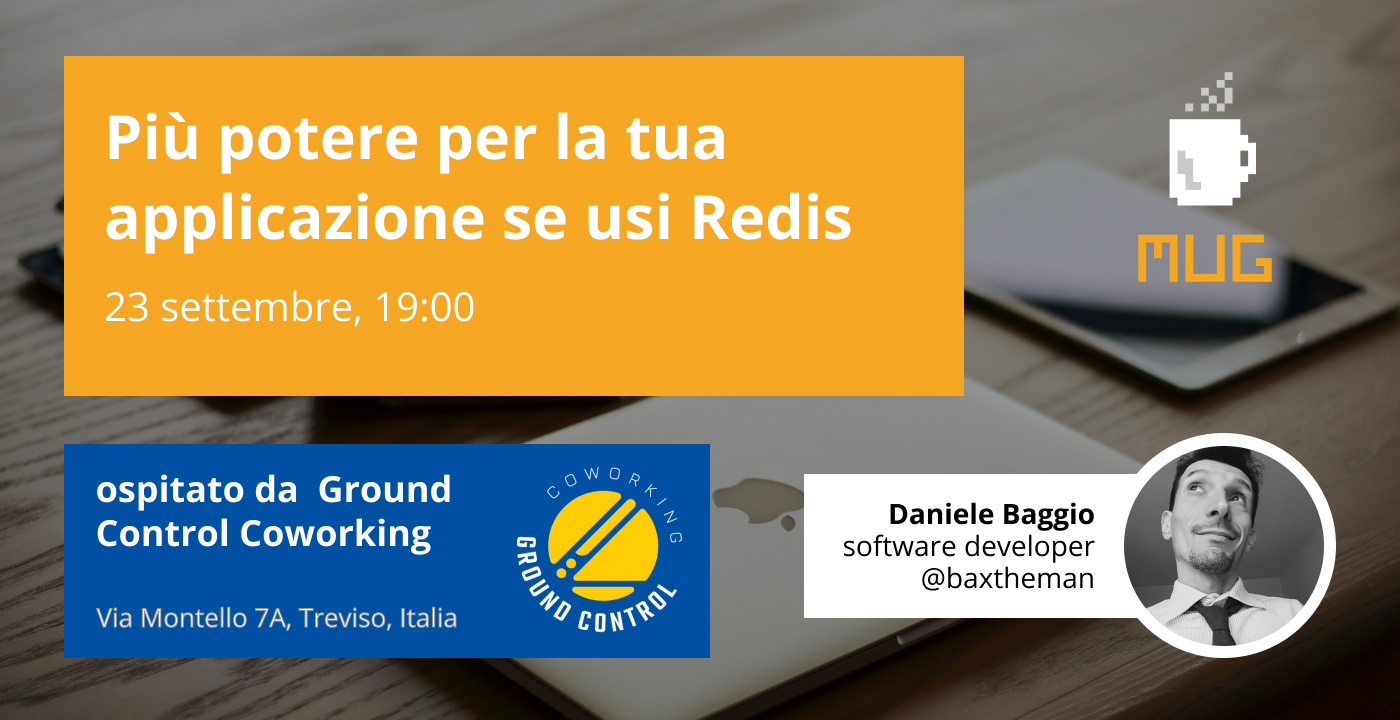 Più potere per la tua
applicazione se usi Redis
23 settembre, 19:00
MUG
ospitato da  Ground
Control Coworking
Via Montello 7A, Treviso, Italia
COWORKING
GROUND CONTROL
Daniele Baggio
software developer
@baxtheman